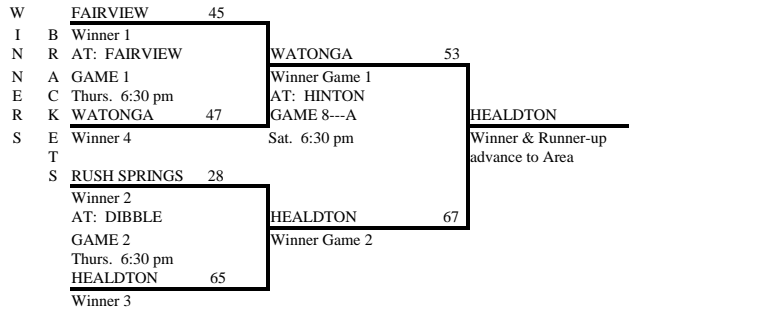 W FAIRVIEW 45
I B Winner 1
N R AT: FAIRVIEW WATONGA 53
N A GAME 1 Winner Game 1
E C Thurs. 6:30 pm AT: HINTON
R K WATONGA 47 GAME 8---A HEALDTON
S E Winner 4 Sat. 6:30 pm Winner & Runner-up
T advance to Area
S RUSH SPRINGS 28
Winner 2
AT: DIBBLE HEALDTON 67
GAME 2 Winner Game 2
Thurs. 6:30 pm
HEALDTON 65
Winner 3